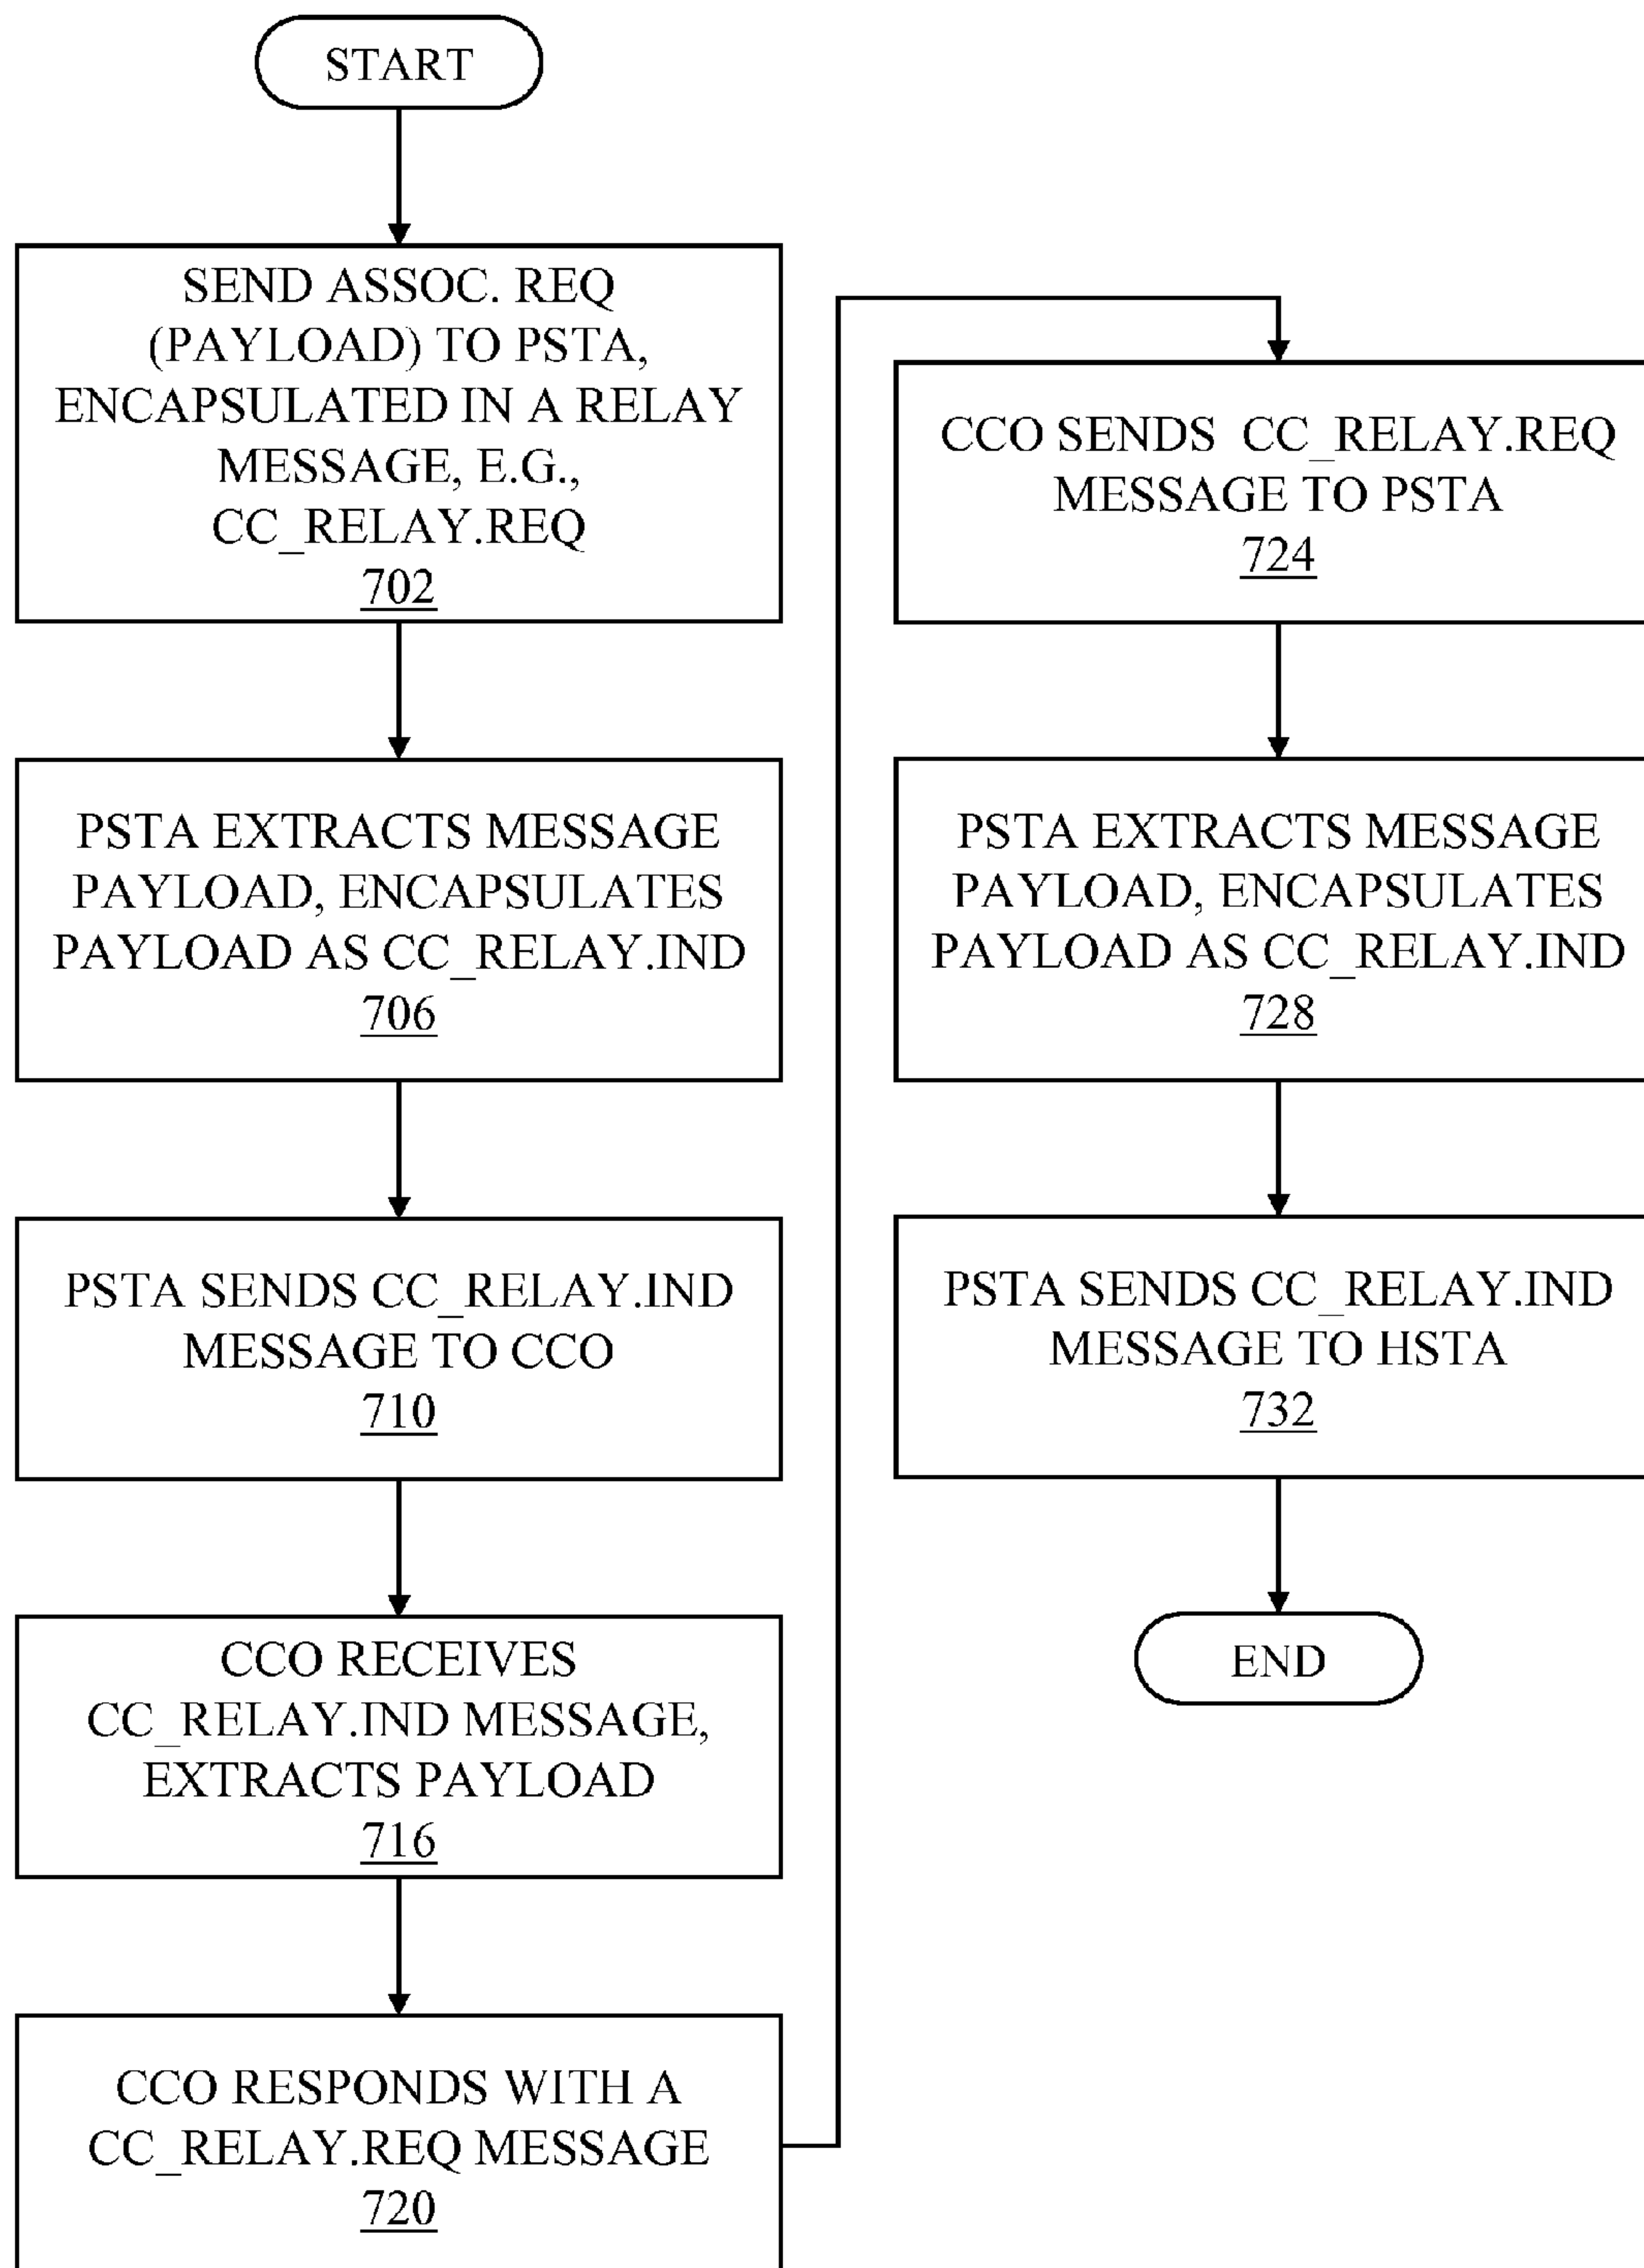 START
SEND ASSOC. REQ
(PAYLOAD) TO PSTA,
ENCAPSULATED IN A RELAY
MESSAGE, E.G.,
CC_RELAY.REQ
702
PSTA EXTRACTS MESSAGE
PAYLOAD, ENCAPSULATES
PAYLOAD AS CC_RELAY.IND
706
PSTA SENDS CC_RELAY.IND
MESSAGE TO CCO
710
CCO RECEIVES
CC_RELAY.IND MESSAGE,
EXTRACTS PAYLOAD
716
CCO RESPONDS WITH A
CC_RELAY.REQ MESSAGE
720
CCO SENDS CC_RELAY.REQ
MESSAGE TO PSTA
724
PSTA EXTRACTS MESSAGE
PAYLOAD, ENCAPSULATES
PAYLOAD AS CC_RELAY.IND
728
PSTA SENDS CC_RELAY.IND
MESSAGE TO HSTA
732
END